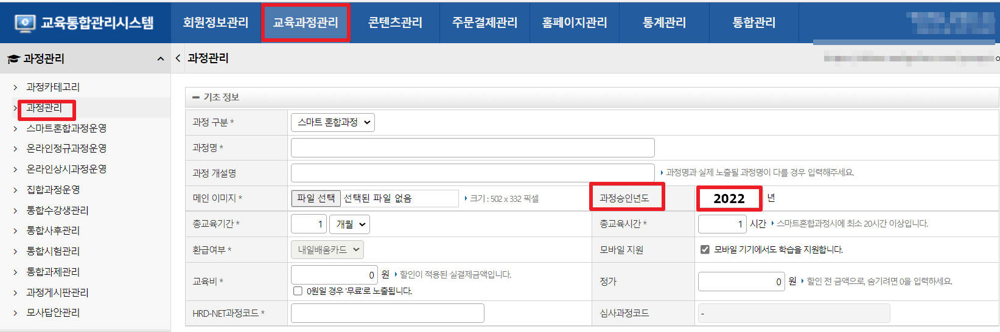 교육통합관리시스템 회원정보관리 교육과정관리 콘텐츠관리 주문결제관리 홈페이지관리 통계관리 통합관리
과정관리
과정관리
과정카테고리
과정관리
스마트혼합과정운영
온라인정규과정운영
온라인상시과정운영
집합과정운영
통합수강생관리
통합사후관리
통합시험관리
통합과제관리
과정게시판관리
모사답안관리
기초 정보
과정 구분 * 스마트 혼합과정
과정명 *
과정 개설명 과정명과 실제 노출될 과정명이 다를 경우 입력해주세요.
메인 이미지 * 파일 선택 선택된 파일 없음 크기 : 502 x 332 픽셀 과정승인년도 2022 년
총교육기간 * 1 개월 총교육시간 * 1 시간 스마트혼합과정시에 최소 20시간 이상입니다.
환급여부 * 내일배움카드 모바일 지원 모바일 기기에서도 학습을 지원합니다.
교육비 * 0 원 할인이 적용된 실결제금액입니다. 정가 0 원 할인 전 금액으로, 숨기려면 0을 입력하세요.
0원일 경우 '무료'로 노출됩니다.
HRD-NET과정코드 * 심사과정코드 -